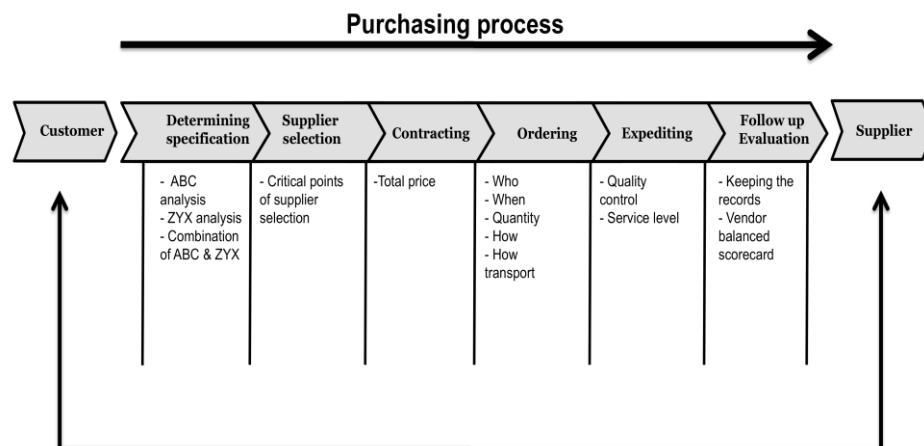 Purchasing process
Customer
Determining
specification
Supplier
selection
Contracting
Ordering
Expediting
Follow up
Evaluation
Supplier
- ABC
analysis
- ZYX analysis
- Combination
of ABC & ZYX
- Critical points
of supplier
selection
-Total price
- Who
- When
- Quantity
- How
- How
transport
- Quality
control
- Service level
- Keeping the
records
- Vendor
balanced
scorecard